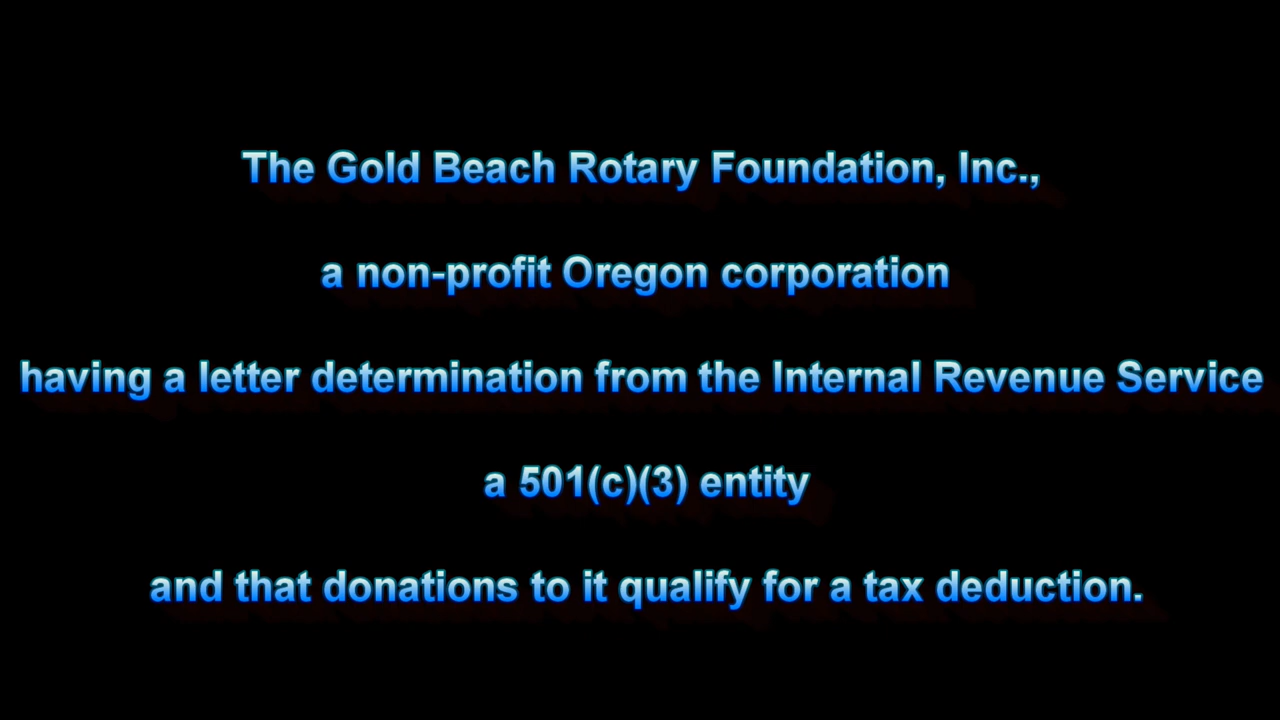 The Gold Beach Rotary Foundation, Inc.,
a non-profit Oregon corporation
having a letter determination from the Internal Revenue Service
a 501(c)(3) entity
and that donations to it qualify for a tax deduction.